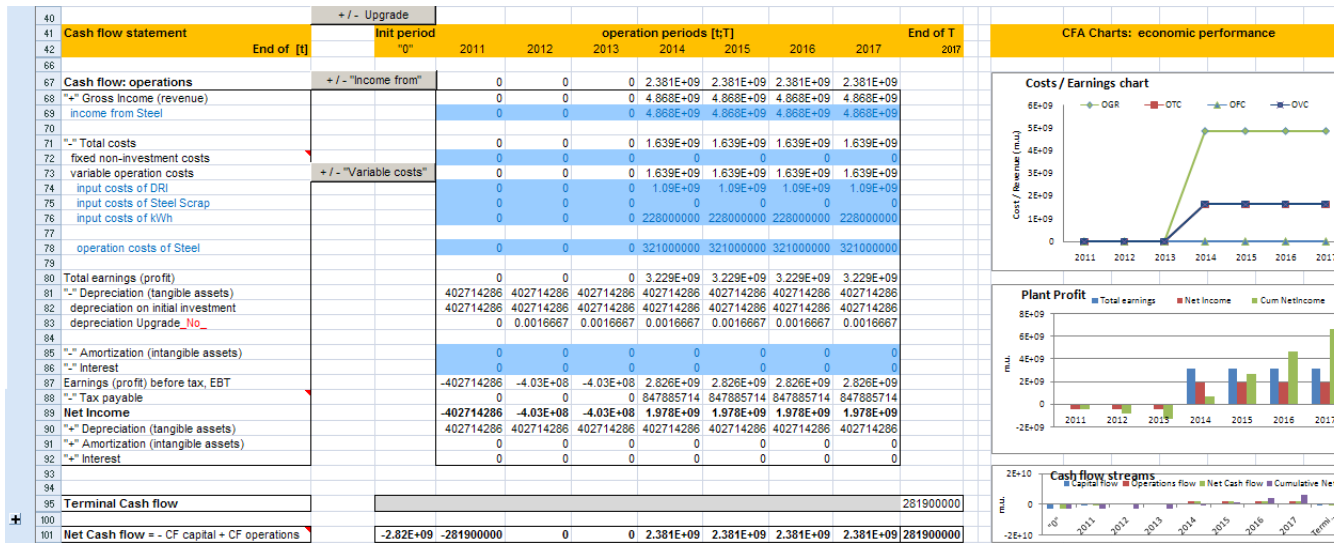 40 + / - Upgrade
41 Cash flow statement Init period operation periods [t;T] End of T CFA Charts: economic performance
42 End of [t] "0" 2011 2012 2013 2014 2015 2016 2017 2017
66
67 Cash flow: operations + / - "Income from" 0 0 0 2.381E+09 2.381E+09 2.381E+09 2.381E+09
68 "+" Gross Income (revenue) 0 0 0 4.868E+09 4.868E+09 4.868E+09 4.868E+09
69 income from Steel 0 0 0 4.868E+09 4.868E+09 4.868E+09 4.868E+09
70
71 "-" Total costs 0 0 0 1.639E+09 1.639E+09 1.639E+09 1.639E+09
72 fixed non-investment costs 0 0 0 0 0 0 0
73 variable operation costs + / - "Variable costs" 0 0 0 1.639E+09 1.639E+09 1.639E+09 1.639E+09
74 input costs of DRI 0 0 0 1.09E+09 1.09E+09 1.09E+09 1.09E+09
75 input costs of Steel Scrap 0 0 0 0 0 0 0
76 input costs of kWh 0 0 0 228000000 228000000 228000000 228000000
77
78 operation costs of Steel 0 0 0 321000000 321000000 321000000 321000000
79
80 Total earnings (profit) 0 0 0 3.229E+09 3.229E+09 3.229E+09 3.229E+09
81 "-" Depreciation (tangible assets) 402714286 402714286 402714286 402714286 402714286 402714286 402714286
82 depreciation on initial investment 402714286 402714286 402714286 402714286 402714286 402714286 402714286
83 depreciation Upgrade_No_ 0 0.0016667 0.0016667 0.0016667 0.0016667 0.0016667 0.0016667
84
85 "-" Amortization (intangible assets) 0 0 0 0 0 0 0
86 "-" Interest 0 0 0 0 0 0 0
87 Earnings (profit) before tax, EBT -402714286 -4.03E+08 -4.03E+08 2.826E+09 2.826E+09 2.826E+09 2.826E+09
88 "-" Tax payable 0 0 0 847885714 847885714 847885714 847885714
89 Net Income -402714286 -4.03E+08 -4.03E+08 1.978E+09 1.978E+09 1.978E+09 1.978E+09
90 "+" Depreciation (tangible assets) 402714286 402714286 402714286 402714286 402714286 402714286 402714286
91 "+" Amortization (intangible assets) 0 0 0 0 0 0 0
92 "+" Interest 0 0 0 0 0 0 0
93
94
95 Terminal Cash flow 281900000
100
101 Net Cash flow = - CF capital + CF operations -2.82E+09 -281900000 0 0 2.381E+09 2.381E+09 2.381E+09 2.381E+09 281900000
Costs / Earnings chart
OGR OTC OFC OVC
Cost / Revenue (m.u.)
6E+09
5E+09
4E+09
3E+09
2E+09
1E+09
0
2011 2012 2013 2014 2015 2016 2017
Plant Profit
Total earnings Net Income Cum NetIncome
m.u.
8E+09
6E+09
4E+09
2E+09
0
-2E+09
2011 2012 2013 2014 2015 2016 2017
Cash flow streams
Capital flow Operations flow Net Cash flow Cumulative Net
m.u.
2E+10
0
-2E+10
"0" 2011 2012 2013 2014 2015 2016 2017 Termi...